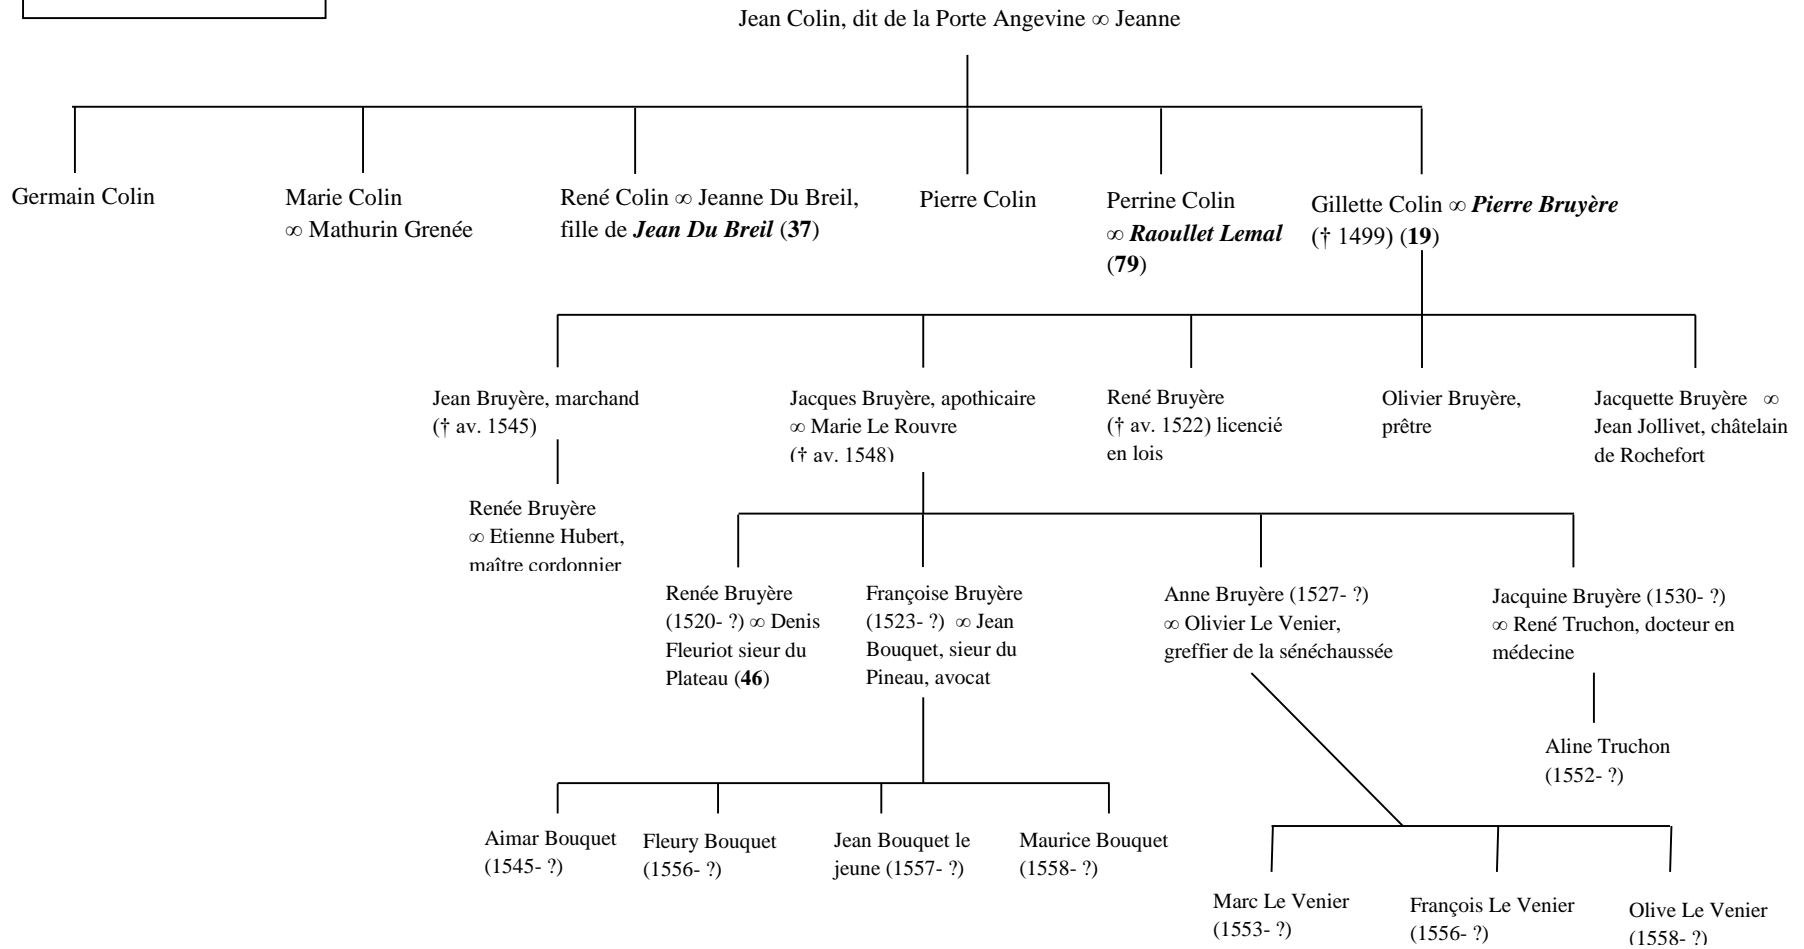 Jean Colin, dit de la Porte Angevine ∞ Jeanne
Germain Colin
Marie Colin
∞ Mathurin Grenée
René Colin ∞ Jeanne Du Breil,
fille de Jean Du Breil (37)
Pierre Colin
Perrine Colin
∞ Raoullet Lemal
(79)
Gillette Colin ∞ Pierre Bruyère
(† 1499) (19)
Jean Bruyère, marchand
(† av. 1545)
Jacques Bruyère, apothicaire
∞ Marie Le Rouvre
(† av. 1548)
René Bruyère
(† av. 1522) licencié
en lois
Olivier Bruyère,
prêtre
Jacquette Bruyère ∞
Jean Jollivet, châtelain
de Rochefort
Renée Bruyère
∞ Etienne Hubert,
maître cordonnier
Renée Bruyère
(1520- ?) ∞ Denis
Fleuriot sieur du
Plateau (46)
Françoise Bruyère
(1523- ?) ∞ Jean
Bouquet, sieur du
Pineau, avocat
Anne Bruyère (1527- ?)
∞ Olivier Le Venier,
greffier de la sénéchaussée
Jacquine Bruyère (1530- ?)
∞ René Truchon, docteur en
médecine
Aline Truchon
(1552- ?)
Aimar Bouquet
(1545- ?)
Fleury Bouquet
(1556- ?)
Jean Bouquet le
jeune (1557- ?)
Maurice Bouquet
(1558- ?)
Marc Le Venier
(1553- ?)
François Le Venier
(1556- ?)
Olive Le Venier
(1558- ?)